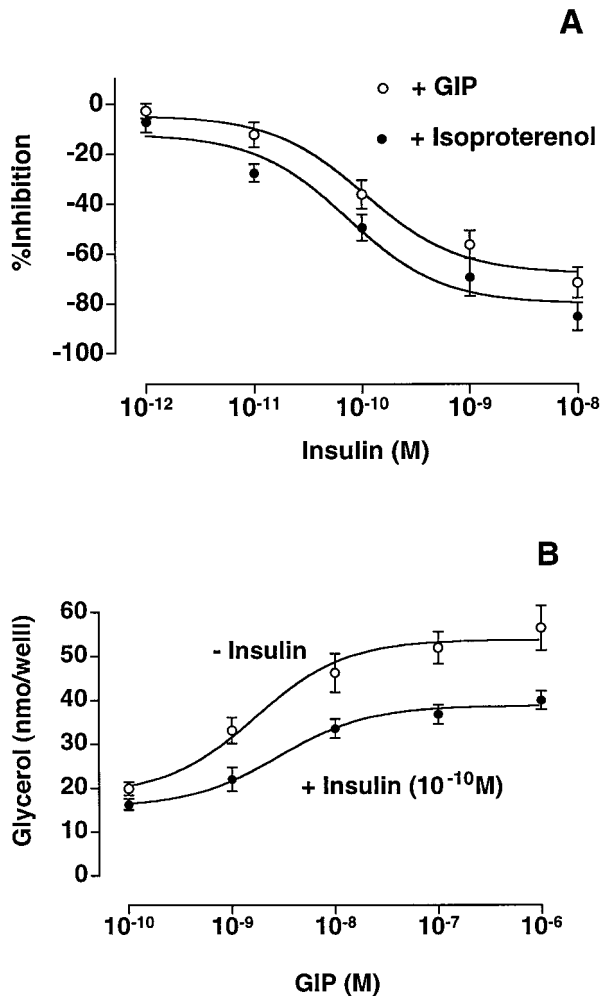 A
+ GIP
+ Isoproterenol
%Inhibition
0
-20
-40
-60
-80
-100
10-12 10-11 10-10 10-9 10-8
Insulin (M)
B
Glycerol (nmo/welll)
60
50
40
30
20
10
0
- Insulin
+ Insulin (10-10M)
10-10 10-9 10-8 10-7 10-6
GIP (M)